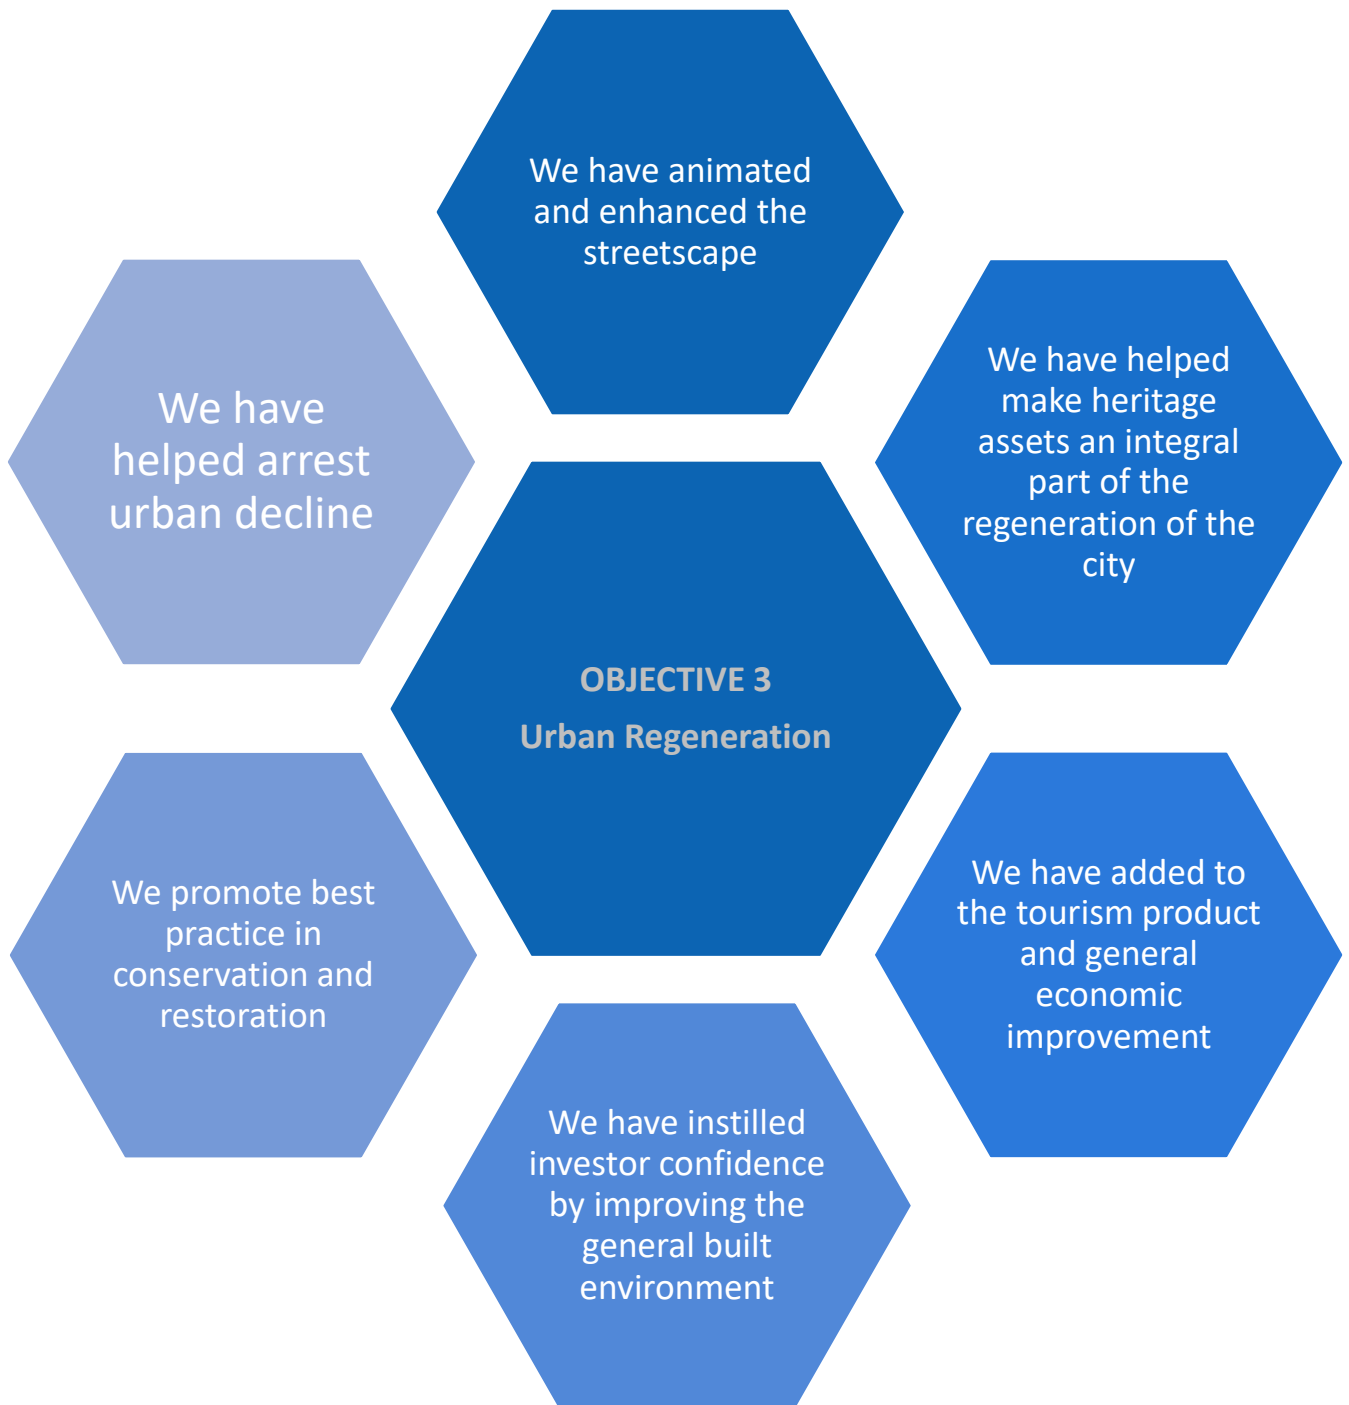 We have animated
and enhanced the
streetscape
We have helped
make heritage
assets an integral
part of the
regeneration of the
city
We have added to
the tourism product
and general
economic
improvement
We have instilled
investor confidence
by improving the
general built
environment
We promote best
practice in
conservation and
restoration
We have
helped arrest
urban decline
OBJECTIVE 3
Urban Regeneration